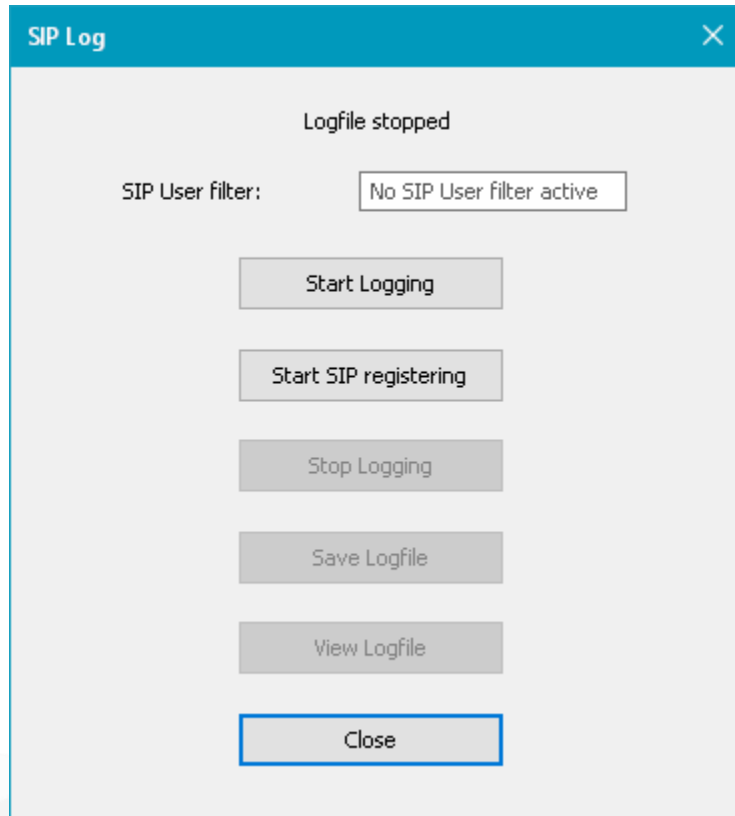 SIP Log
Logfile stopped
SIP User filter: No SIP User filter active
Start Logging
Start SIP registering
Stop Logging
Save Logfile
View Logfile
Close